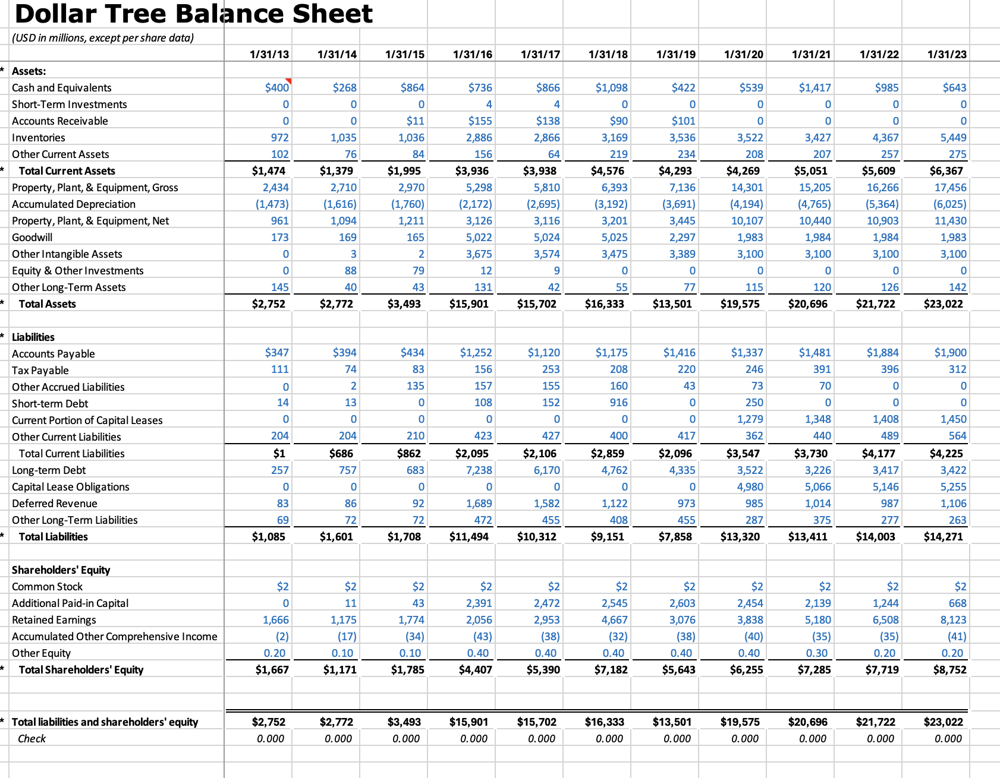 Dollar Tree Balance Sheet
(USD in millions, except per share data)
1/31/13 1/31/14 1/31/15 1/31/16 1/31/17 1/31/18 1/31/19 1/31/20 1/31/21 1/31/22 1/31/23
* Assets:
Cash and Equivalents $400 $268 $864 $736 $866 $1,098 $422 $539 $1,417 $985 $643
Short-Term Investments 0 0 0 4 4 0 0 0 0 0 0
Accounts Receivable 0 0 $11 $155 $138 $90 $101 0 0 0 0
Inventories 972 1,035 1,036 2,886 2,866 3,169 3,536 3,522 3,427 4,367 5,449
Other Current Assets 102 76 84 156 64 219 234 208 207 257 275
* Total Current Assets $1,474 $1,379 $1,995 $3,936 $3,938 $4,576 $4,293 $4,269 $5,051 $5,609 $6,367
Property, Plant, & Equipment, Gross 2,434 2,710 2,970 5,298 5,810 6,393 7,136 14,301 15,205 16,266 17,456
Accumulated Depreciation (1,473) (1,616) (1,760) (2,172) (2,695) (3,192) (3,691) (4,194) (4,765) (5,364) (6,025)
Property, Plant, & Equipment, Net 961 1,094 1,211 3,126 3,116 3,201 3,445 10,107 10,440 10,903 11,430
Goodwill 173 169 165 5,022 5,024 5,025 2,297 1,983 1,984 1,984 1,983
Other Intangible Assets 0 3 2 3,675 3,574 3,475 3,389 3,100 3,100 3,100 3,100
Equity & Other Investments 0 88 79 12 9 0 0 0 0 0 0
Other Long-Term Assets 145 40 43 131 42 55 77 115 120 126 142
* Total Assets $2,752 $2,772 $3,493 $15,901 $15,702 $16,333 $13,501 $19,575 $20,696 $21,722 $23,022
* Liabilities
Accounts Payable $347 $394 $434 $1,252 $1,120 $1,175 $1,416 $1,337 $1,481 $1,884 $1,900
Tax Payable 111 74 83 156 253 208 220 246 391 396 312
Other Accrued Liabilities 0 2 135 157 155 160 43 73 70 0 0
Short-term Debt 14 13 0 108 152 916 0 250 0 0 0
Current Portion of Capital Leases 0 0 0 0 0 0 0 1,279 1,348 1,408 1,450
Other Current Liabilities 204 204 210 423 427 400 417 362 440 489 564
Total Current Liabilities $1 $686 $862 $2,095 $2,106 $2,859 $2,096 $3,547 $3,730 $4,177 $4,225
Long-term Debt 257 757 683 7,238 6,170 4,762 4,335 3,522 3,226 3,417 3,422
Capital Lease Obligations 0 0 0 0 0 0 0 4,980 5,066 5,146 5,255
Deferred Revenue 83 86 92 1,689 1,582 1,122 973 985 1,014 987 1,106
Other Long-Term Liabilities 69 72 72 472 455 408 455 287 375 277 263
* Total Liabilities $1,085 $1,601 $1,708 $11,494 $10,312 $9,151 $7,858 $13,320 $13,411 $14,003 $14,271
Shareholders' Equity
Common Stock $2 $2 $2 $2 $2 $2 $2 $2 $2 $2 $2
Additional Paid-in Capital 0 11 43 2,391 2,472 2,545 2,603 2,454 2,139 1,244 668
Retained Earnings 1,666 1,175 1,774 2,056 2,953 4,667 3,076 3,838 5,180 6,508 8,123
Accumulated Other Comprehensive Income (2) (17) (34) (43) (38) (32) (38) (40) (35) (35) (41)
Other Equity 0.20 0.10 0.10 0.40 0.40 0.40 0.40 0.40 0.30 0.20 0.20
* Total Shareholders' Equity $1,667 $1,171 $1,785 $4,407 $5,390 $7,182 $5,643 $6,255 $7,285 $7,719 $8,752
* Total liabilities and shareholders' equity $2,752 $2,772 $3,493 $15,901 $15,702 $16,333 $13,501 $19,575 $20,696 $21,722 $23,022
Check 0.000 0.000 0.000 0.000 0.000 0.000 0.000 0.000 0.000 0.000 0.000